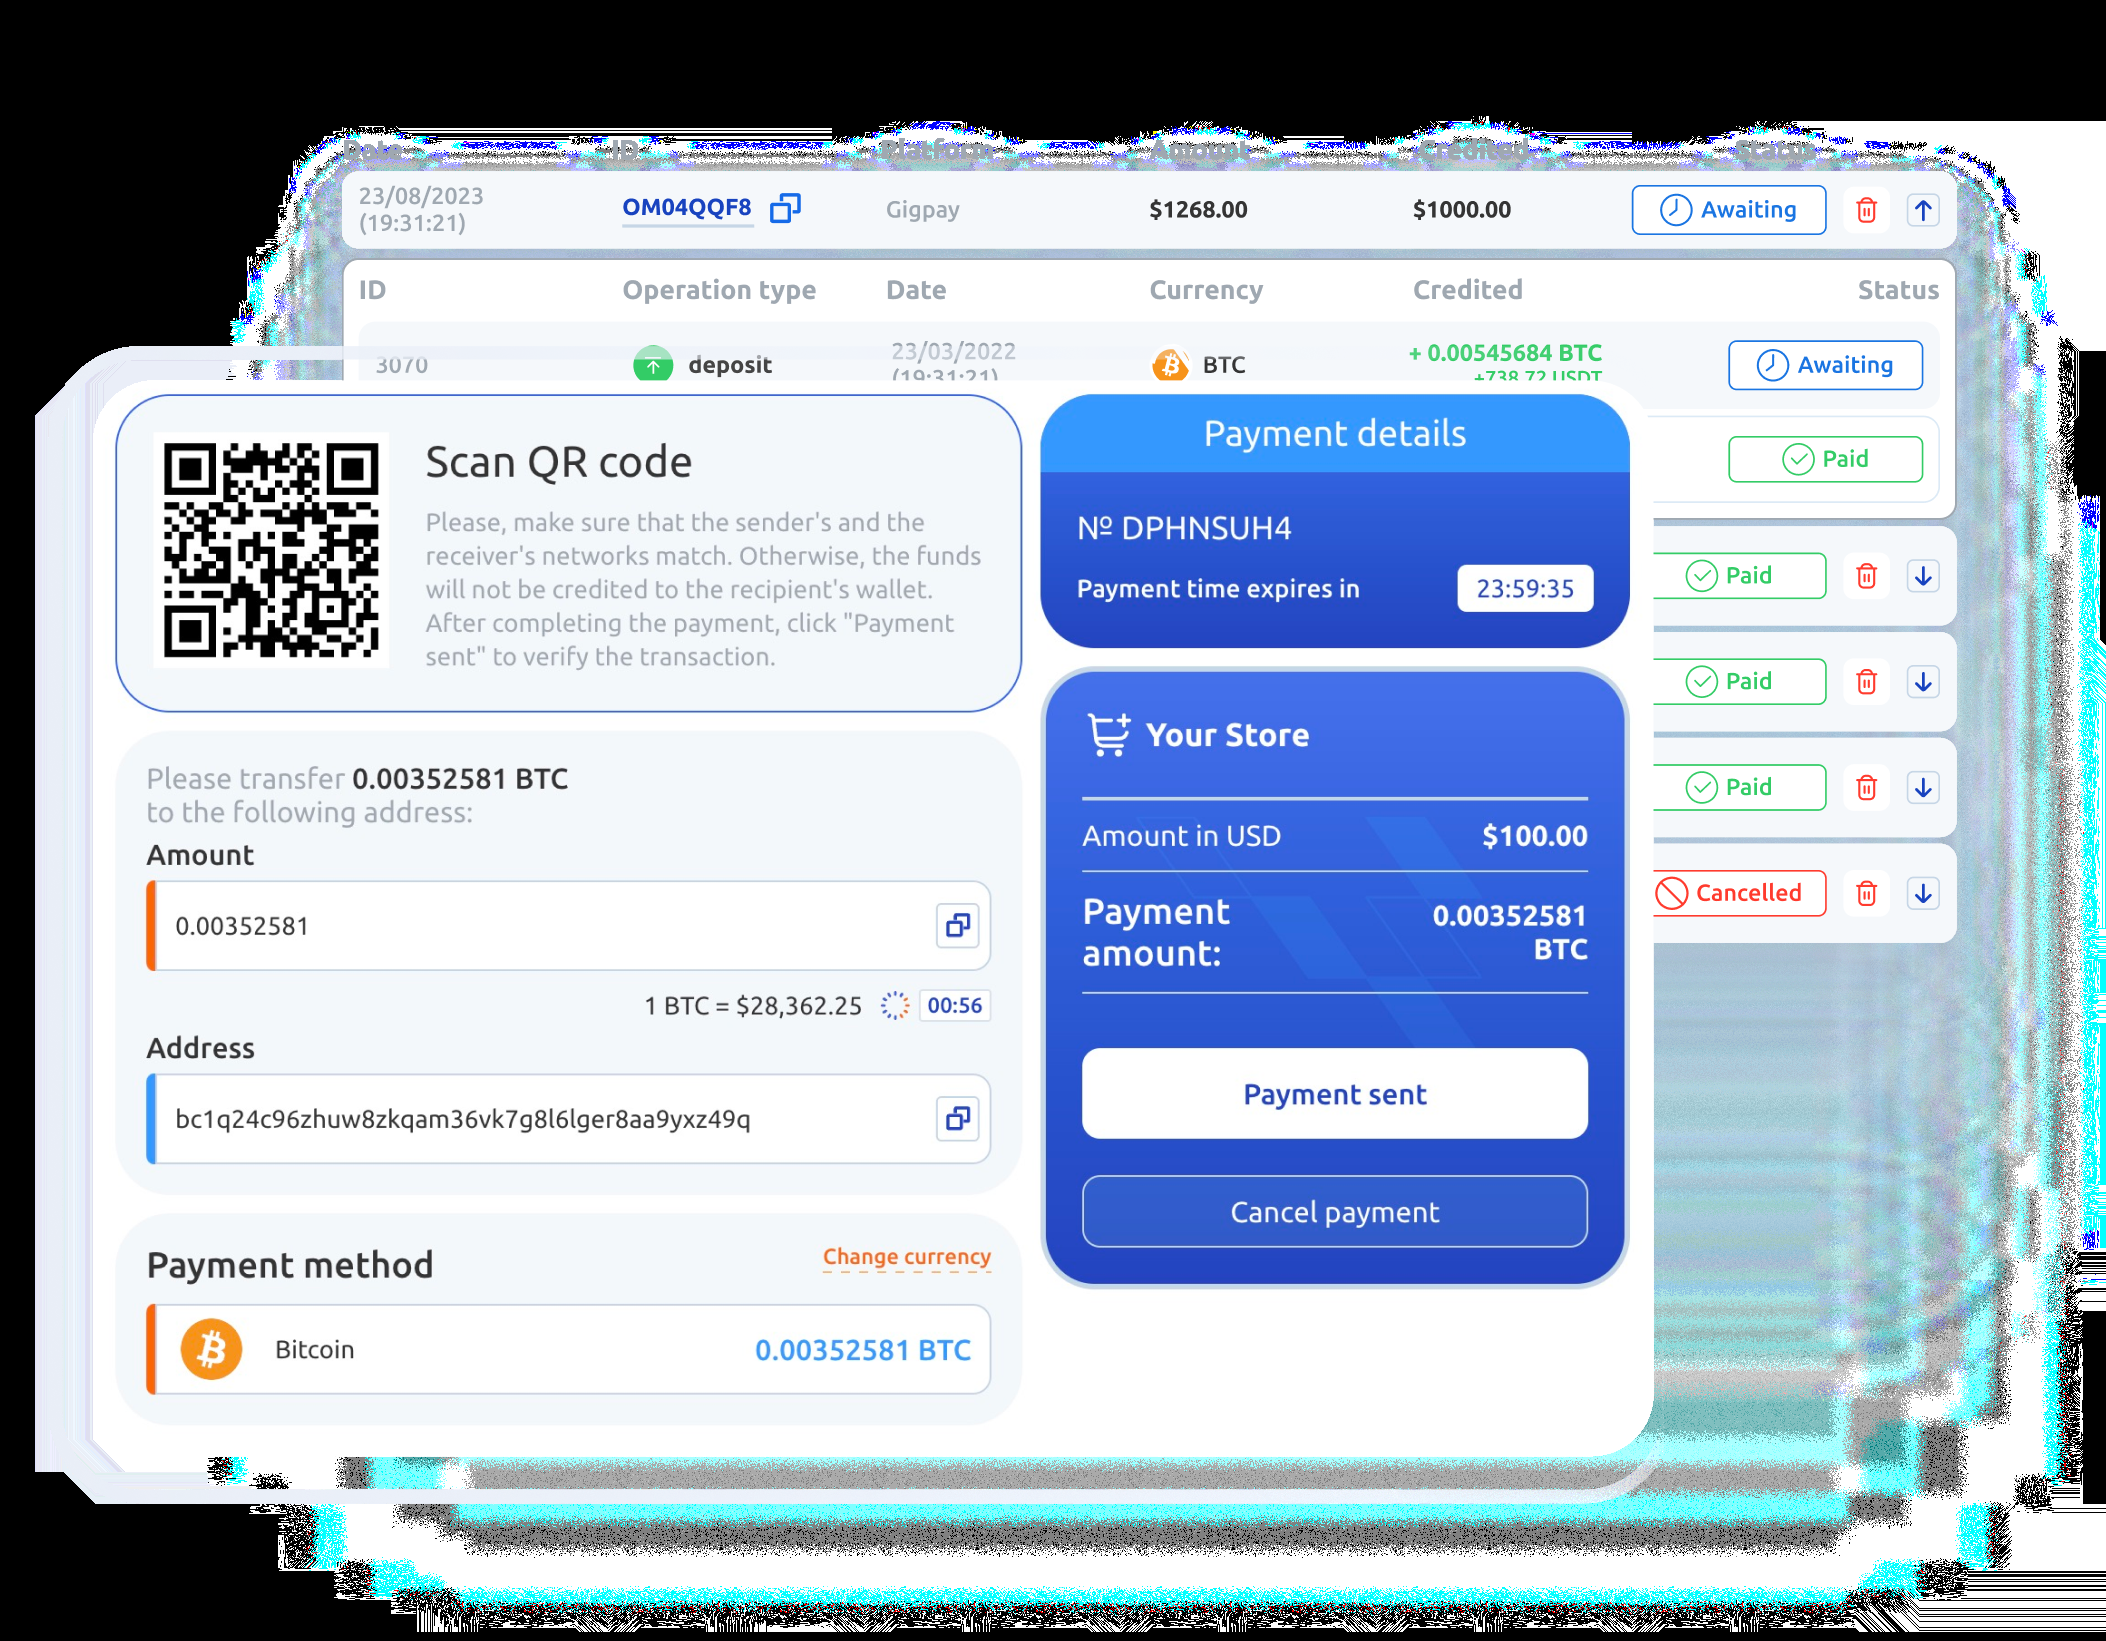 Date ID Platform Amount Credited Status
23/08/2023
(19:31:21)
OM04QQF8 Gigpay $1268.00 $1000.00 Awaiting
ID Operation type Date Currency Credited Status
3070 deposit 23/03/2022
(19:31:21)
BTC + 0.00545684 BTC
+738.72 USDT
Awaiting
Paid
Paid
Paid
Paid
Cancelled
Scan QR code
Please, make sure that the sender's and the
receiver's networks match. Otherwise, the funds
will not be credited to the recipient's wallet.
After completing the payment, click "Payment
sent" to verify the transaction.
Please transfer 0.00352581 BTC
to the following address:
Amount
0.00352581
1 BTC = $28,362.25 00:56
Address
bc1q24c96zhuw8zkqam36vk7g8l6lger8aa9yxz49q
Payment method
Change currency
Bitcoin 0.00352581 BTC
Payment details
№ DPHNSUH4
Payment time expires in 23:59:35
Your Store
Amount in USD $100.00
Payment
amount:
0.00352581
BTC
Payment sent
Cancel payment